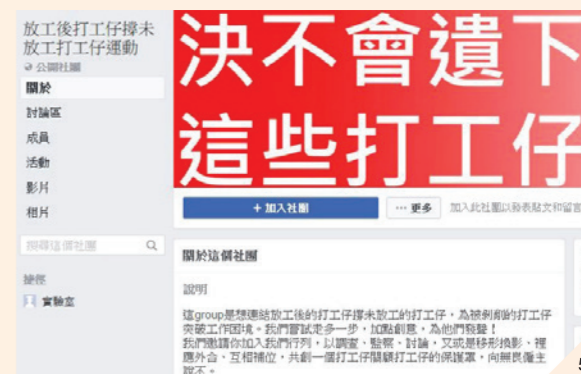 放工後打工仔撐未
放工打工仔運動
公開社團
關於
討論區
成員
活動
影片
相片
搜尋這個社團
捷徑
實驗室
決不會遺下
這些打工仔
+ 加入社團
··· 更多
加入此社團以發表貼文和留言
關於這個社團
說明
這group是想連結放工後的打工仔撐未放工的打工仔，為被剝削的打工仔
突破工作困境。我們嘗試走多一步，加點創意，為他們發聲！
我們邀請你加入我們行列，以調查、監察、討論，又或是移形換影、裡
應外合、互相補位，共創一個打工仔關顧打工仔的保護罩，向無良僱主
說不。
5